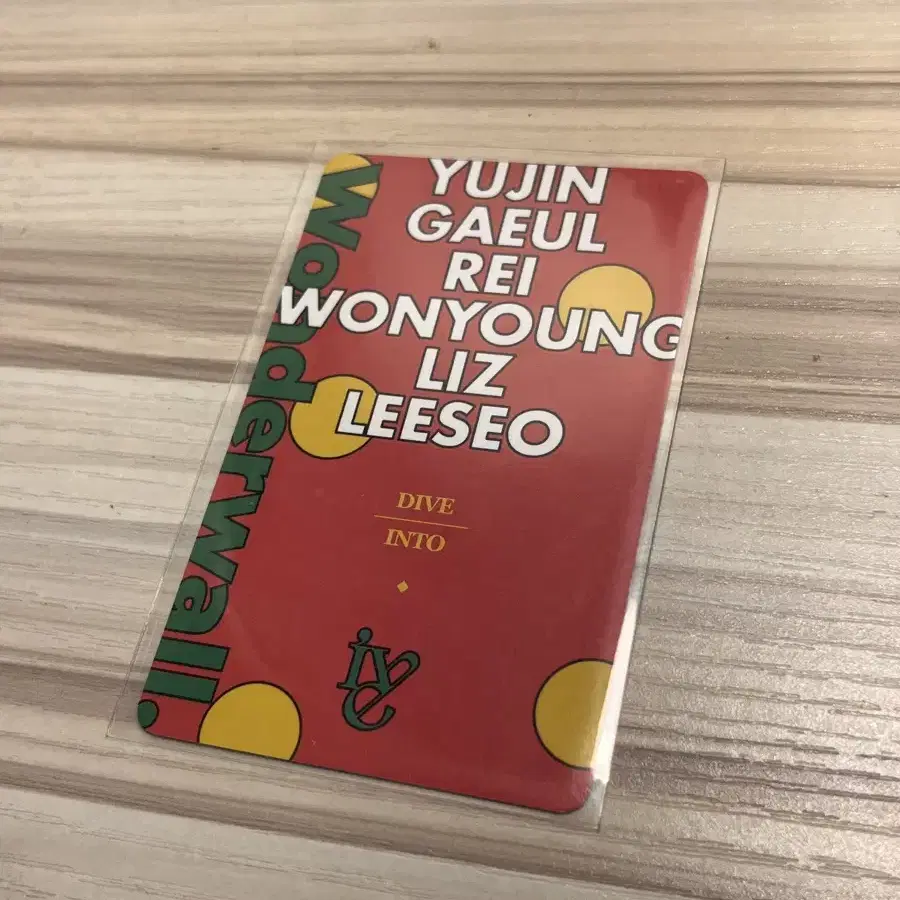 YUJIN
GAEUL
REI
WONYOUNG
LIZ
LEESEO
DIVE
INTO
IVE
Wonderwall.